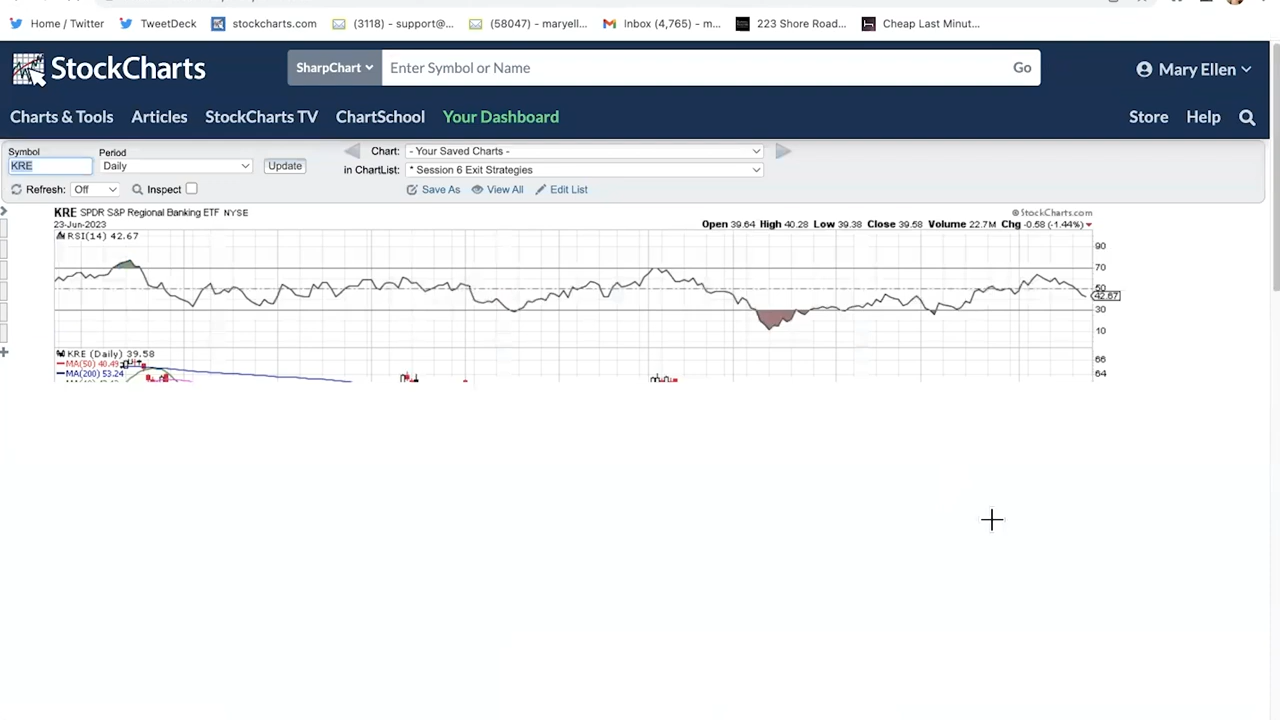 Home / Twitter TweetDeck stockcharts.com (3118) - support@... (58047) - maryell... Inbox (4,765) - m... 223 Shore Road... Cheap Last Minut...
StockCharts SharpChart Enter Symbol or Name Go Mary Ellen
Charts & Tools Articles StockCharts TV ChartSchool Your Dashboard Store Help
Symbol Period Chart: - Your Saved Charts -
KRE Daily Update in ChartList: * Session 6 Exit Strategies
Refresh: Off Inspect Save As View All Edit List
KRE SPDR S&P Regional Banking ETF NYSE © StockCharts.com
23-Jun-2023 Open 39.64 High 40.28 Low 39.38 Close 39.58 Volume 22.7M Chg -0.58 (-1.44%)
RSI(14) 42.67
90
70
50
42.67
30
10
KRE (Daily) 39.58
MA(50) 40.49 66
MA(200) 53.24 64